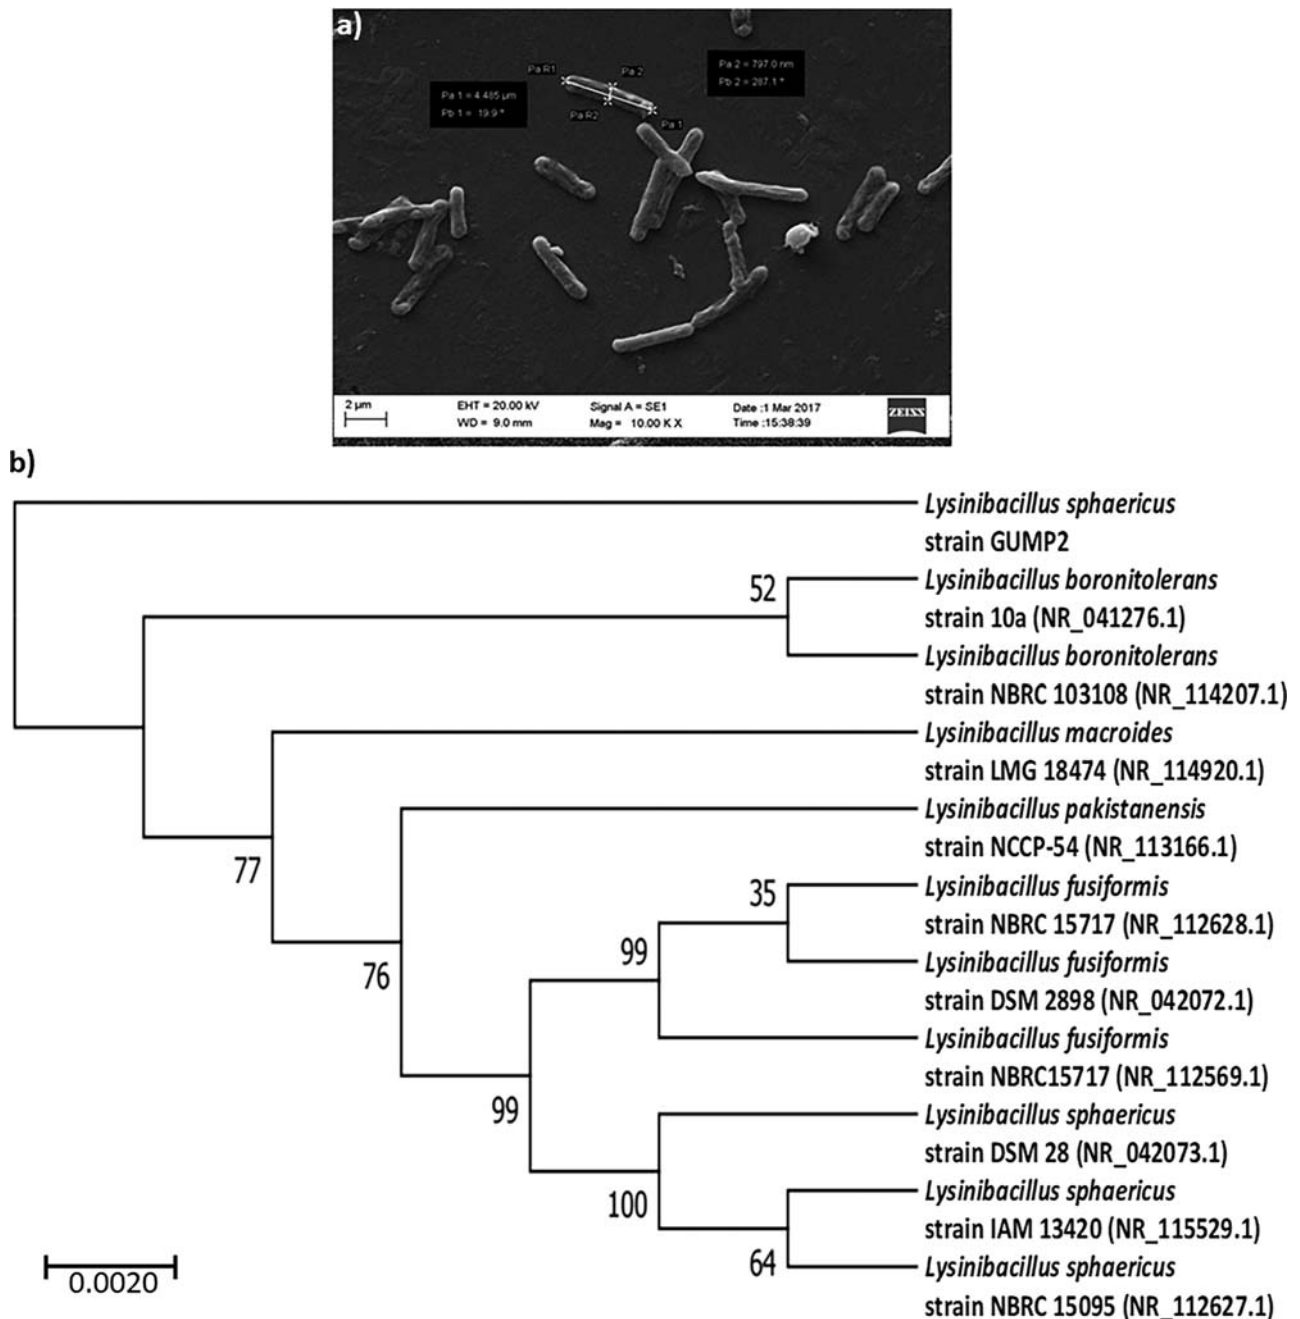 a)
Pa R1
Pa 2
Pa 2 = 797.0 nm
Pb 2 = 287.1 °
Pa 1 = 4.485 µm
Pb 1 = 19.9 °
Pa R2
Pa 1
2 µm
EHT = 20.00 kV
Signal A = SE1
Date :1 Mar 2017
ZEISS
WD = 9.0 mm
Mag = 10.00 K X
Time :15:38:39
b)
Lysinibacillus sphaericus
strain GUMP2
52
Lysinibacillus boronitolerans
strain 10a (NR_041276.1)
Lysinibacillus boronitolerans
strain NBRC 103108 (NR_114207.1)
Lysinibacillus macroides
strain LMG 18474 (NR_114920.1)
Lysinibacillus pakistanensis
strain NCCP-54 (NR_113166.1)
77
35
Lysinibacillus fusiformis
strain NBRC 15717 (NR_112628.1)
99
Lysinibacillus fusiformis
76
strain DSM 2898 (NR_042072.1)
Lysinibacillus fusiformis
strain NBRC15717 (NR_112569.1)
99
Lysinibacillus sphaericus
strain DSM 28 (NR_042073.1)
Lysinibacillus sphaericus
100
strain IAM 13420 (NR_115529.1)
64
Lysinibacillus sphaericus
0.0020
strain NBRC 15095 (NR_112627.1)